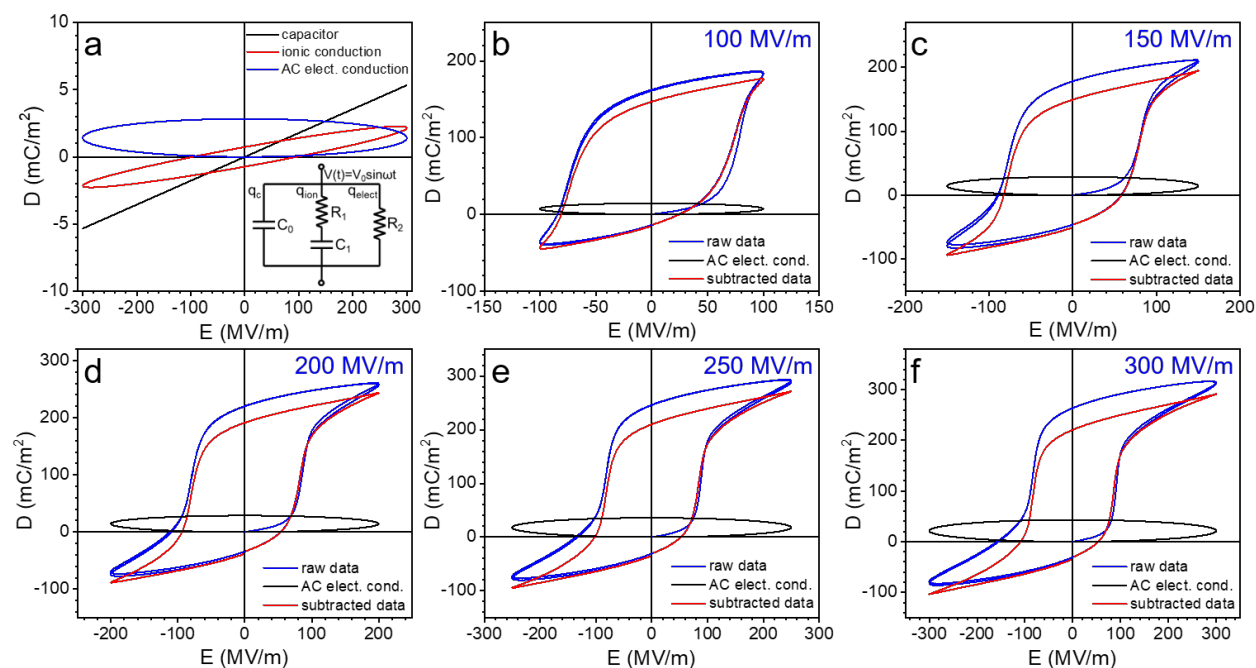 a
capacitor
ionic conduction
AC elect. conduction
D (mC/m²)
10
5
0
-5
-10
-300 -200 -100 0 100 200 300
E (MV/m)
V(t)=V₀sinωt
q_c q_ion q_elect
C₀ R₁ C₁ R₂
b
100 MV/m
D (mC/m²)
200
100
0
-100
-150 -100 -50 0 50 100 150
E (MV/m)
raw data
AC elect. cond.
subtracted data
c
150 MV/m
D (mC/m²)
200
100
0
-100
-200 -100 0 100 200
E (MV/m)
raw data
AC elect. cond.
subtracted data
d
200 MV/m
D (mC/m²)
300
200
100
0
-100
-200 -100 0 100 200
E (MV/m)
raw data
AC elect. cond.
subtracted data
e
250 MV/m
D (mC/m²)
300
200
100
0
-100
-300 -200 -100 0 100 200 300
E (MV/m)
raw data
AC elect. cond.
subtracted data
f
300 MV/m
D (mC/m²)
300
200
100
0
-100
-300 -200 -100 0 100 200 300
E (MV/m)
raw data
AC elect. cond.
subtracted data